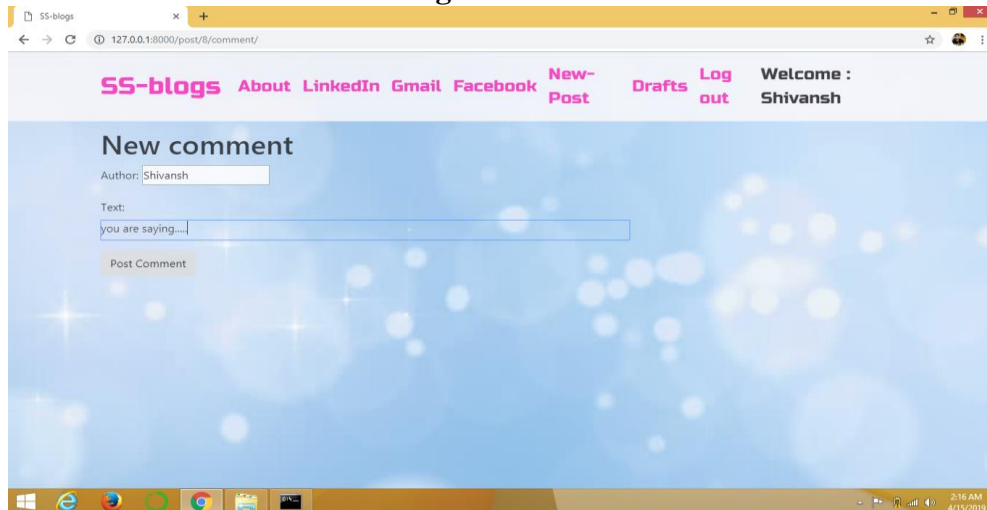 SS-blogs
127.0.0.1:8000/post/8/comment/
SS-blogs About LinkedIn Gmail Facebook New-Post Drafts Log out Welcome : Shivansh
New comment
Author: Shivansh
Text:
you are saying.....
Post Comment
2:16 AM
4/15/2019